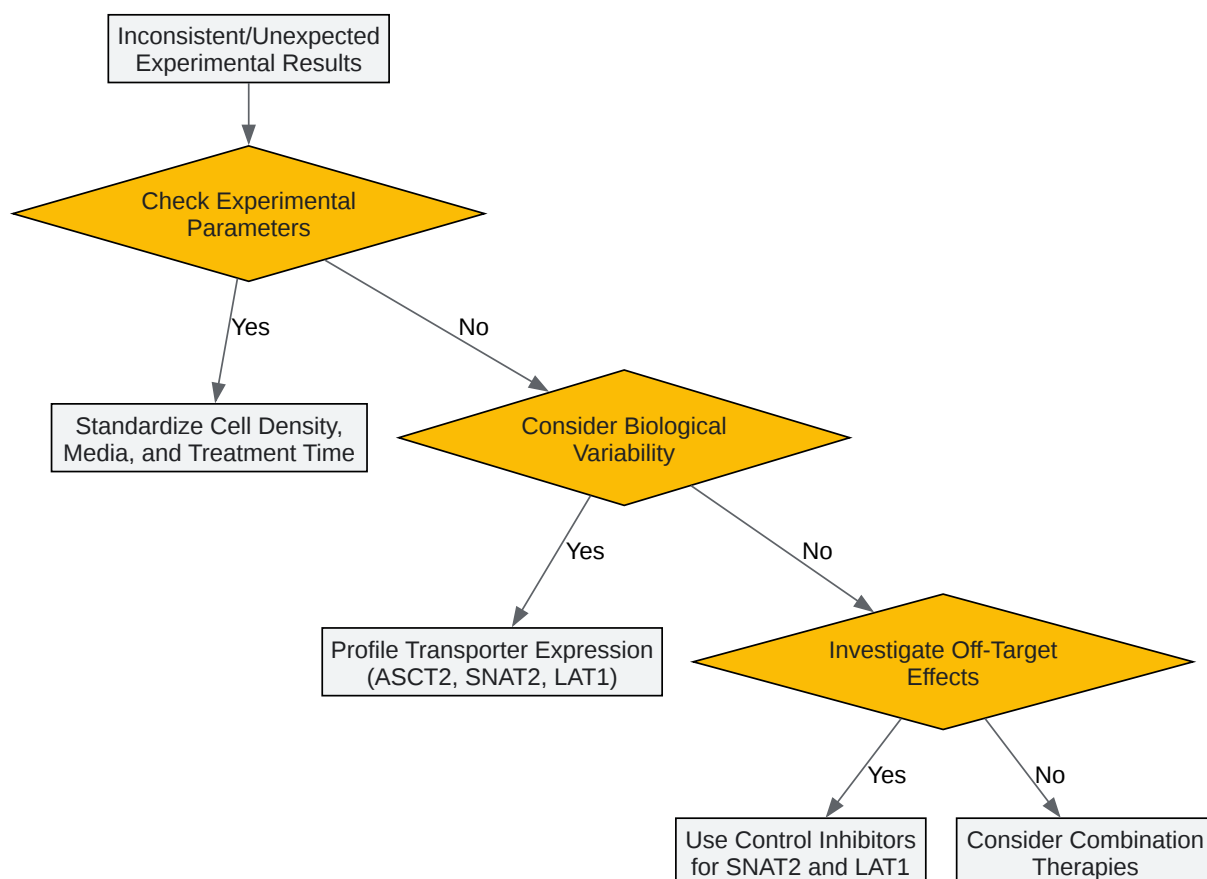 Inconsistent/Unexpected
Experimental Results
Check Experimental
Parameters
Yes
No
Standardize Cell Density,
Media, and Treatment Time
Consider Biological
Variability
Yes
No
Profile Transporter Expression
(ASCT2, SNAT2, LAT1)
Investigate Off-Target
Effects
Yes
No
Use Control Inhibitors
for SNAT2 and LAT1
Consider Combination
Therapies